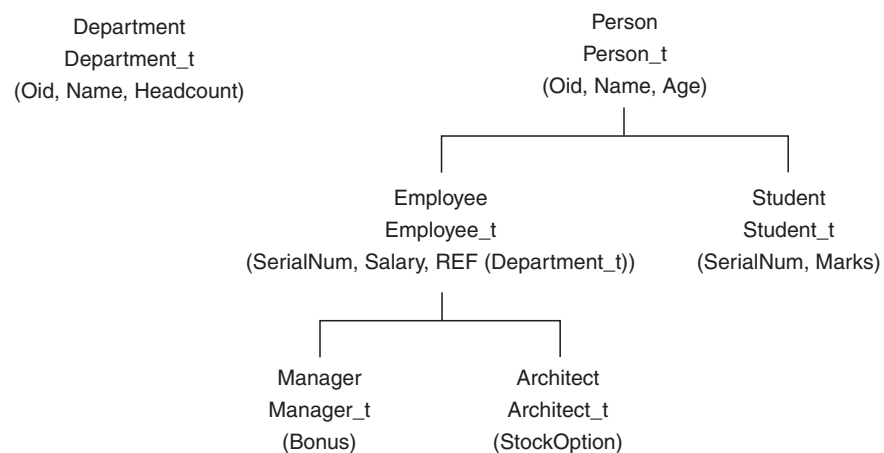 Department
Department_t
(Oid, Name, Headcount)
Person
Person_t
(Oid, Name, Age)
Employee
Employee_t
(SerialNum, Salary, REF (Department_t))
Student
Student_t
(SerialNum, Marks)
Manager
Manager_t
(Bonus)
Architect
Architect_t
(StockOption)